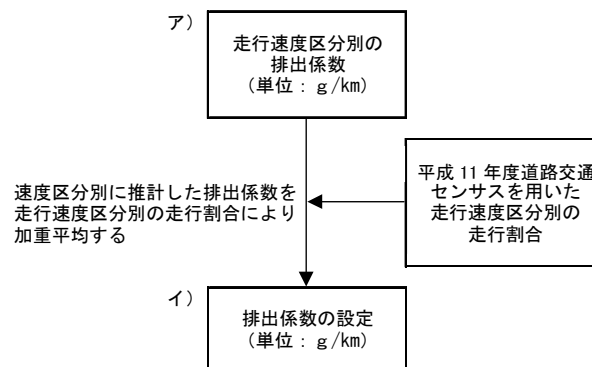 ア）
走行速度区分別の
排出係数
（単位：ｇ/km）
平成 11 年度道路交通
センサスを用いた
走行速度区分別の
走行割合
速度区分別に推計した排出係数を
走行速度区分別の走行割合により
加重平均する
イ）
排出係数の設定
（単位：ｇ/km）